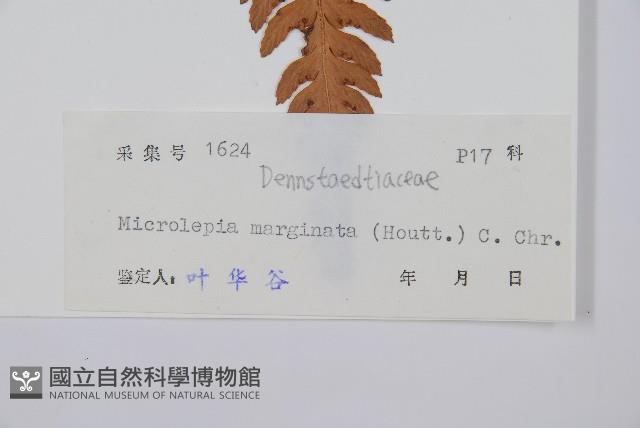 采集号 1624 P17 科
Dennstaedtiaceae
Microlepia marginata (Houtt.) C. Chr.
鉴定人: 叶华谷 年 月 日
國立自然科學博物館
NATIONAL MUSEUM OF NATURAL SCIENCE